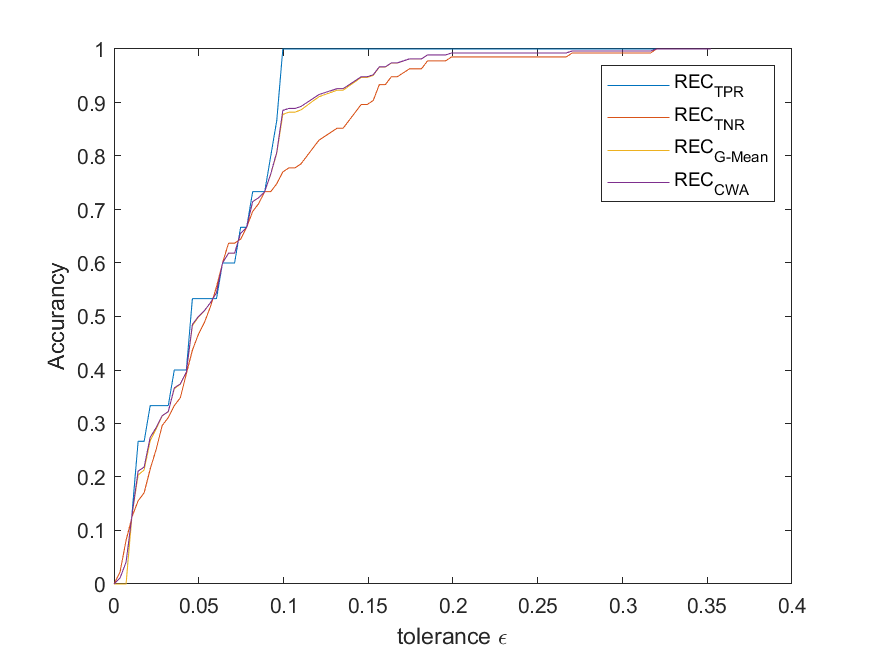 1
0.9
0.8
0.7
0.6
0.5
0.4
0.3
0.2
0.1
0
Accurancy
0 0.05 0.1 0.15 0.2 0.25 0.3 0.35 0.4
tolerance ϵ
REC_TPR
REC_TNR
REC_G-Mean
REC_CWA